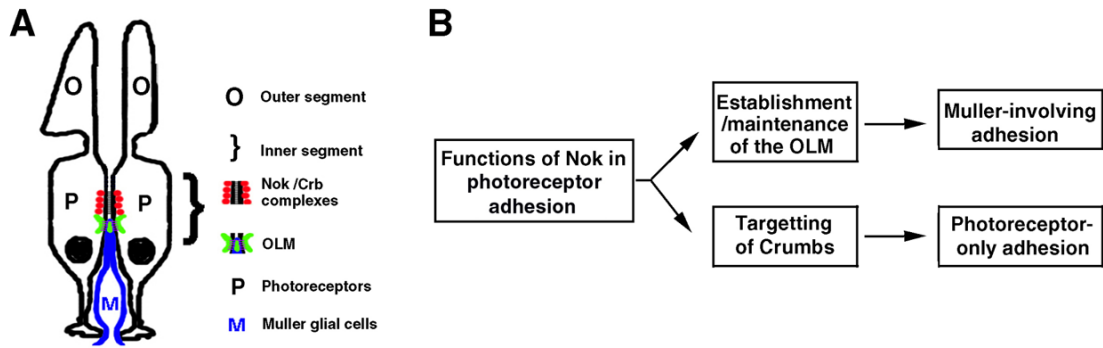 A
O
O
P
P
M
O Outer segment
} Inner segment
Nok /Crb
complexes
OLM
P Photoreceptors
M Muller glial cells
B
Functions of Nok in
photoreceptor
adhesion
Establishment
/maintenance
of the OLM
Muller-involving
adhesion
Targetting
of Crumbs
Photoreceptor-
only adhesion